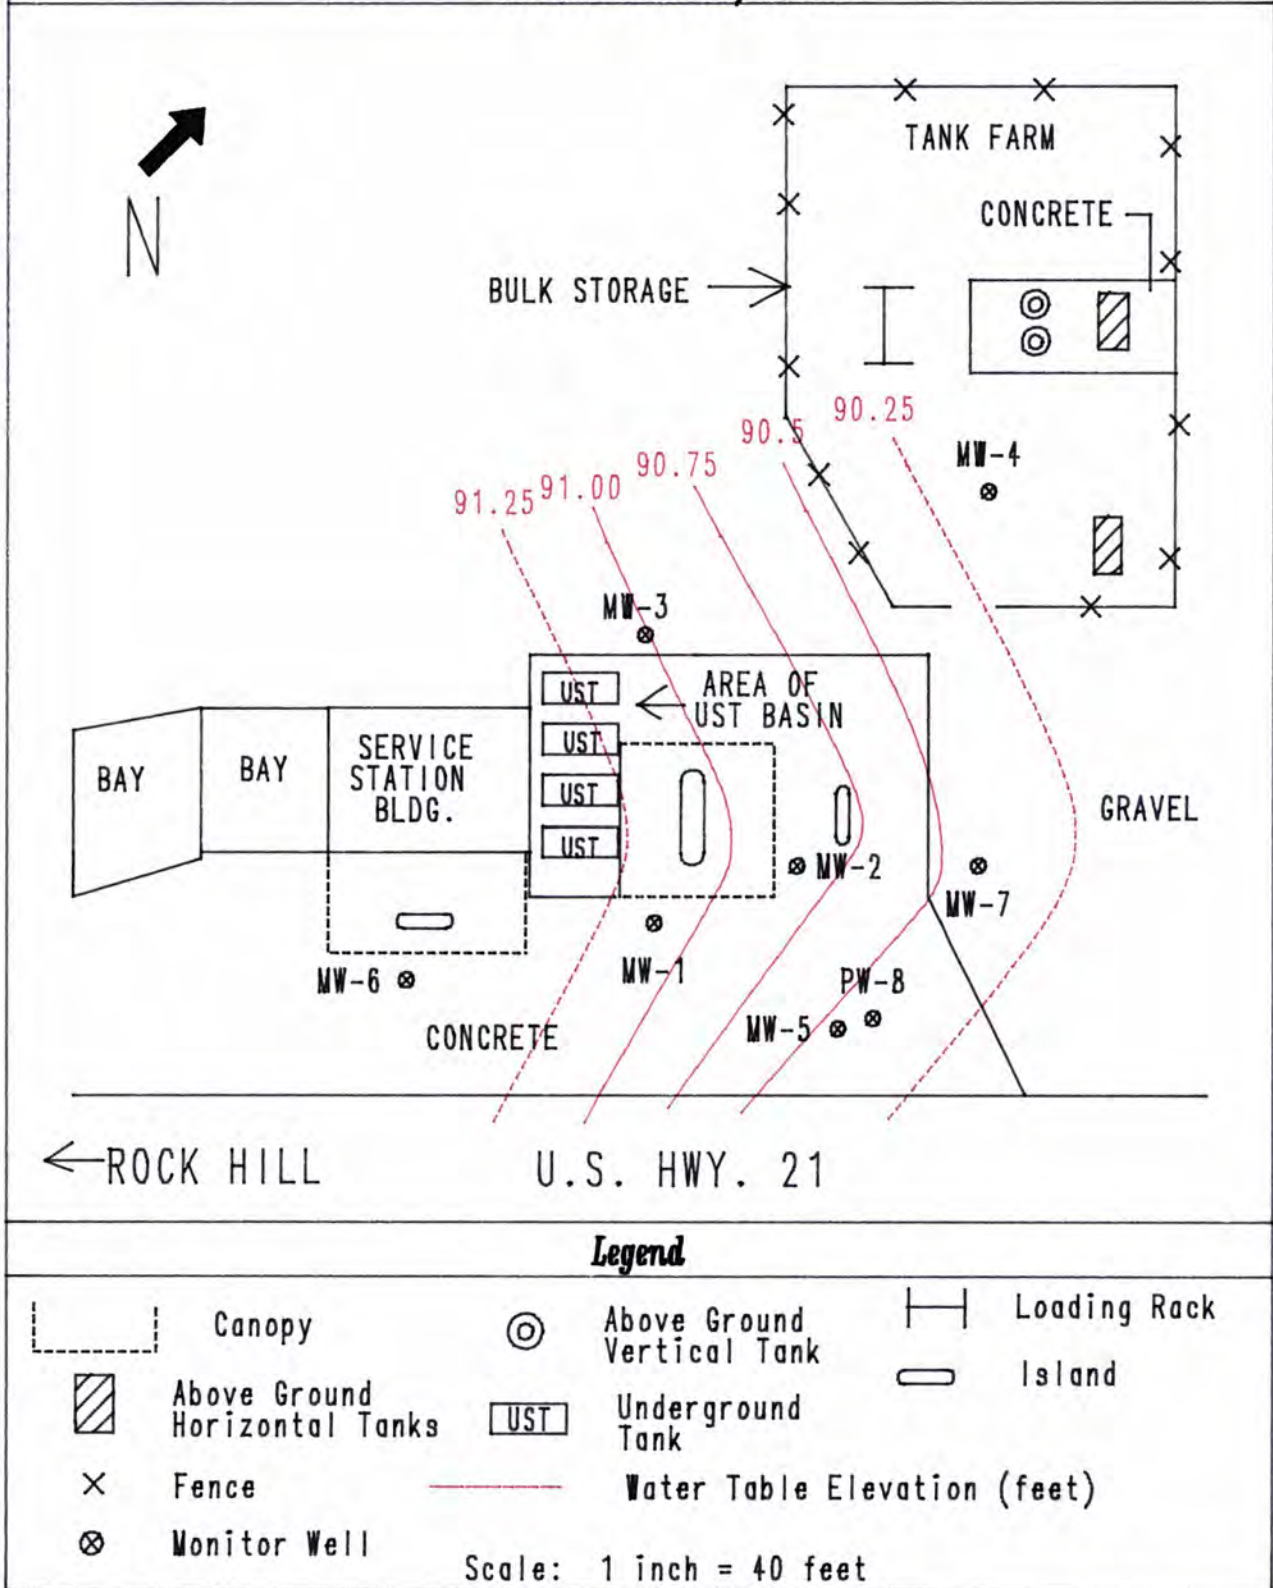 N
TANK FARM
CONCRETE
BULK STORAGE
90.25
90.5
90.75
91.00
91.25
MW-4
MW-3
AREA OF
UST BASIN
UST
UST
UST
UST
BAY
BAY
SERVICE
STATION
BLDG.
GRAVEL
MW-2
MW-7
MW-1
MW-6
PW-8
MW-5
CONCRETE
ROCK HILL
U.S. HWY. 21
Legend
Canopy
Above Ground
Vertical Tank
Loading Rack
Above Ground
Horizontal Tanks
UST
Underground
Tank
Island
Fence
Water Table Elevation (feet)
Monitor Well
Scale: 1 inch = 40 feet